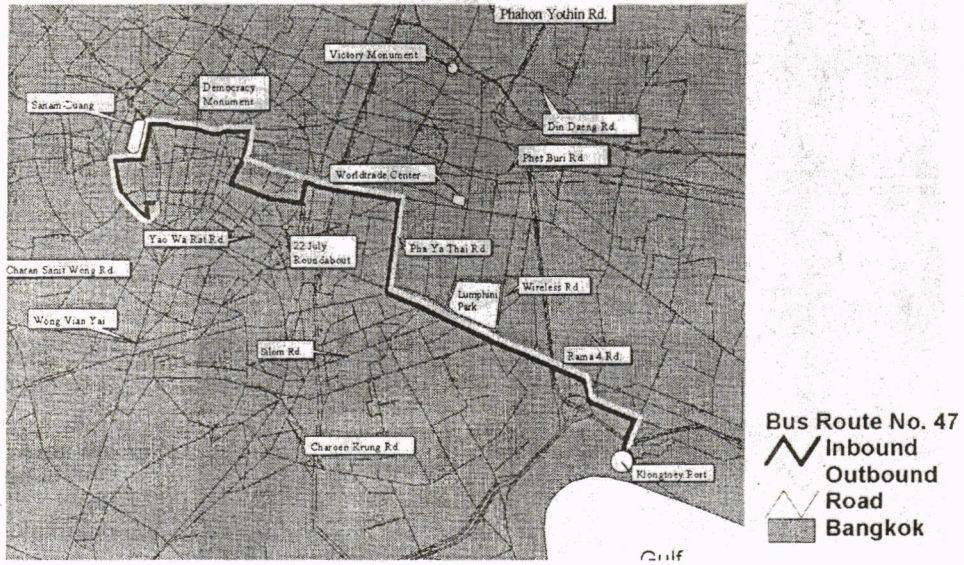 Phahon Yothin Rd.
Victory Monument
Democracy
Monument
Sanam-Luang
Din Daeng Rd.
Phet Buri Rd.
Worldtrade Center
Yao Wa Rat Rd.
22 July
Roundabout
Pha Ya Thai Rd.
Charan Sanit Wong Rd.
Lumphini
Park
Wireless Rd.
Wong Vian Yai
Silom Rd.
Rama 4 Rd.
Charoen Krung Rd.
Klongtoey Port
Gulf
Bus Route No. 47
Inbound
Outbound
Road
Bangkok